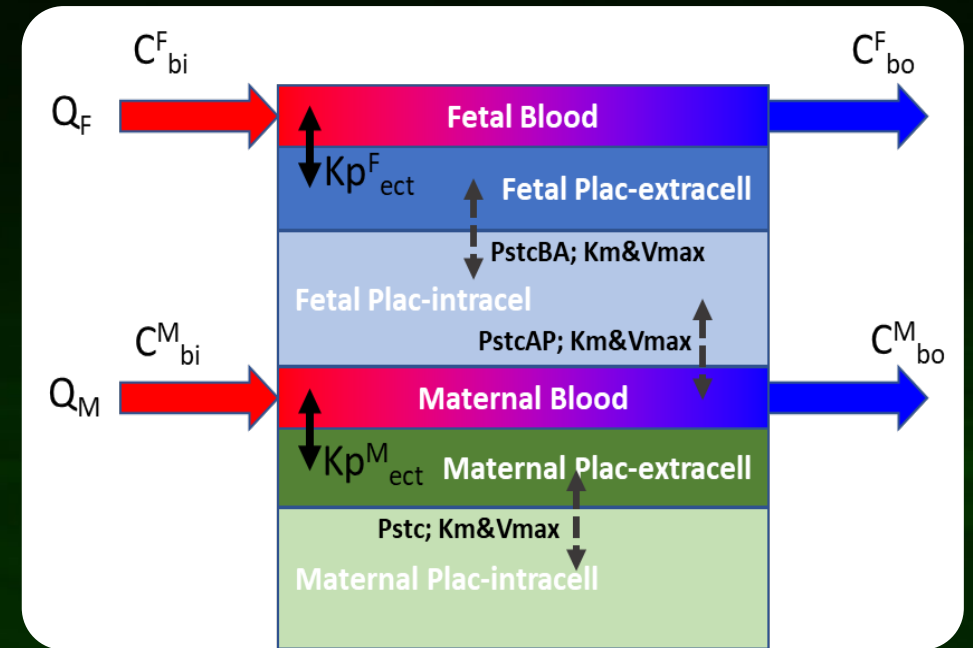 C^F_bi
C^F_bo
Q_F
Fetal Blood
Kp^F_ect
Fetal Plac-extracell
PstcBA; Km&Vmax
Fetal Plac-intracel
C^M_bi
PstcAP; Km&Vmax
C^M_bo
Q_M
Maternal Blood
Kp^M_ect
Maternal Plac-extracell
Pstc; Km&Vmax
Maternal Plac-intracell